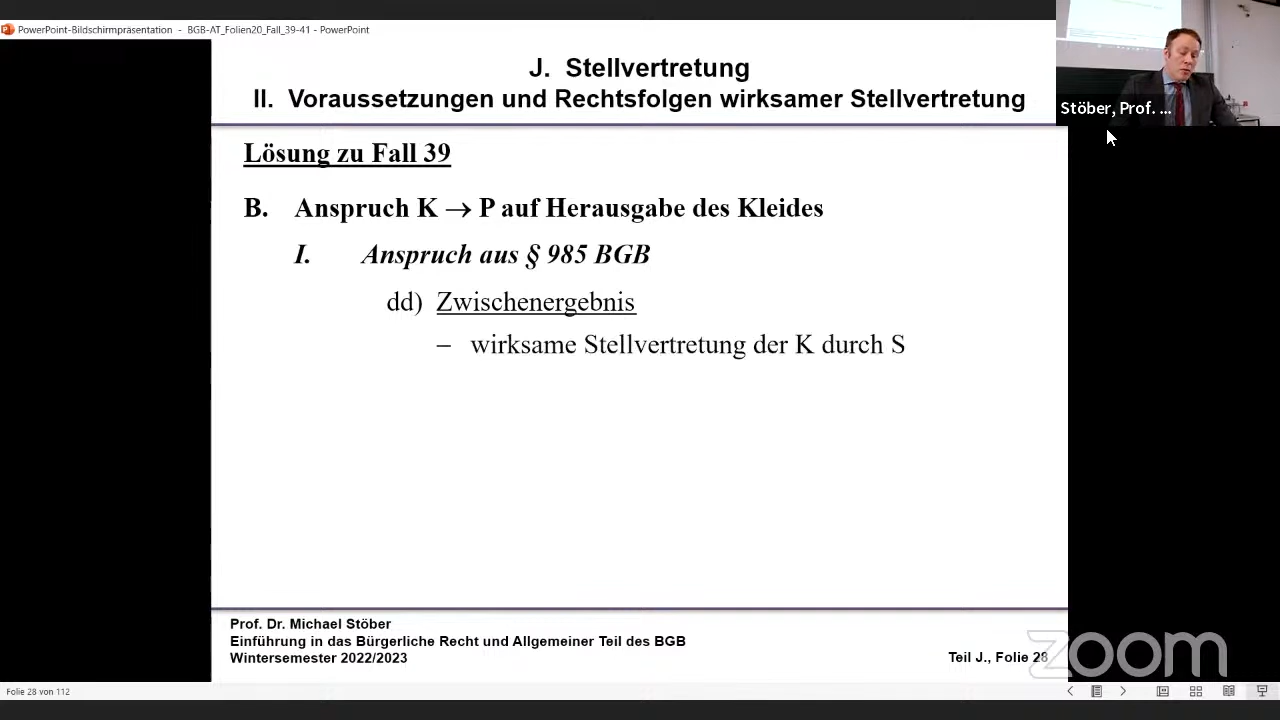 PowerPoint-Bildschirmpräsentation - BGB-AT_Folien20_Fall_39-41 - PowerPoint
J. Stellvertretung
II. Voraussetzungen und Rechtsfolgen wirksamer Stellvertretung
Stöber, Prof. ...
Lösung zu Fall 39
B. Anspruch K → P auf Herausgabe des Kleides
I. Anspruch aus § 985 BGB
dd) Zwischenergebnis
– wirksame Stellvertretung der K durch S
Prof. Dr. Michael Stöber
Einführung in das Bürgerliche Recht und Allgemeiner Teil des BGB
Wintersemester 2022/2023
Teil J., Folie 28
zoom
Folie 28 von 112